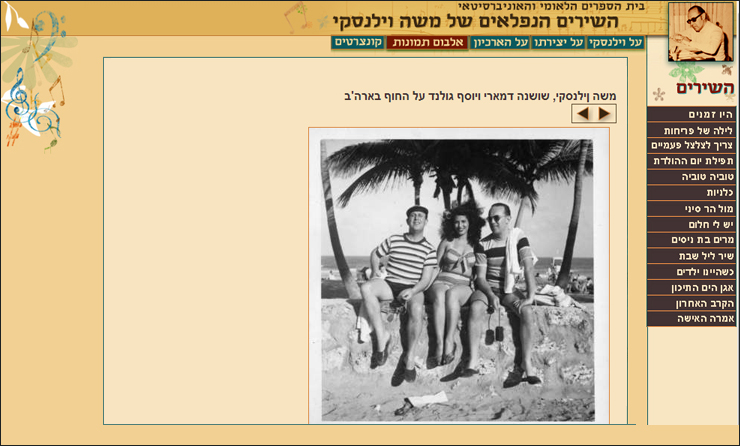 בית הספרים הלאומי והאוניברסיטאי
השירים הנפלאים של משה וילנסקי
על וילנסקי
על יצירתו
על הארכיון
אלבום תמונות
קונצרטים
משה וילנסקי, שושנה דמארי ויוסף גולנד על החוף בארה'ב
השירים
היו זמנים
לילה של פריחות
צריך לצלצל פעמיים
תפילת יום ההולדת
טוביה טוביה
כלניות
מול הר סיני
יש לי חלום
מרים בת ניסים
שיר ליל שבת
כשהיינו ילדים
אגן הים התיכון
הקרב האחרון
אמרה האישה